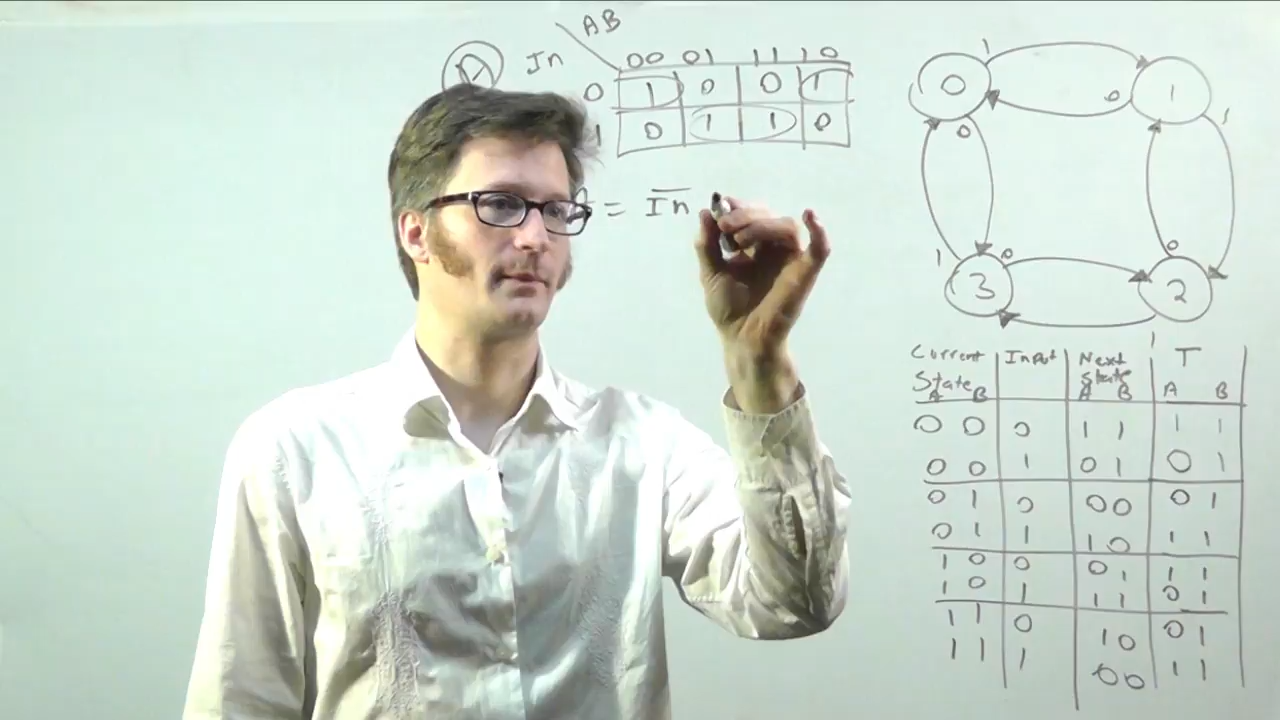 AB
In 00 01 11 10
0 1 0 0 1
1 0 1 1 0
= In
0 1
1 0 1
0
1 0 0
3 2
1
Current Input Next T
State State
A B A B A B
0 0 0 1 1 1 1
0 0 1 0 1 0 1
0 1 0 0 0 0 1
0 1 1 1 0 1 1
1 0 0 0 1 1 1
1 0 1 1 1 0 1
1 1 0 1 0 0 1
1 1 1 0 0 1 1